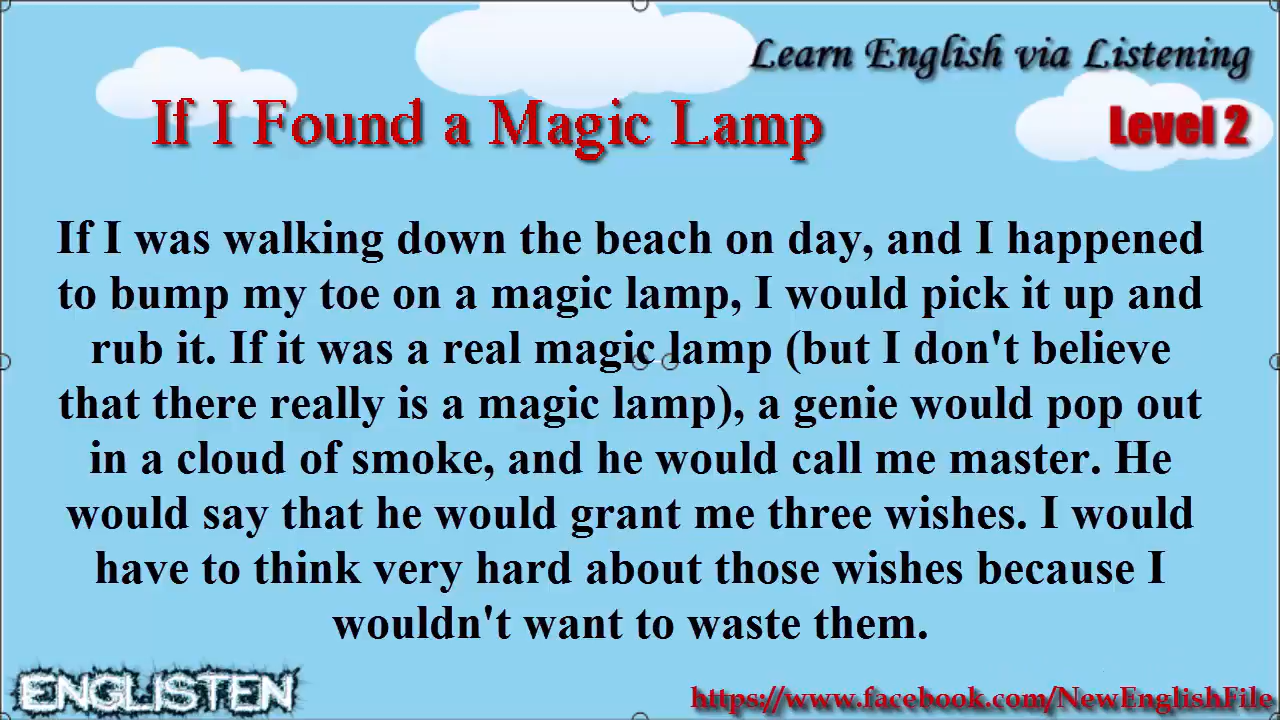 Learn English via Listening
If I Found a Magic Lamp
Level 2
If I was walking down the beach on day, and I happened
to bump my toe on a magic lamp, I would pick it up and
rub it. If it was a real magic lamp (but I don't believe
that there really is a magic lamp), a genie would pop out
in a cloud of smoke, and he would call me master. He
would say that he would grant me three wishes. I would
have to think very hard about those wishes because I
wouldn't want to waste them.
ENGLISTEN
https://www.facebook.com/NewEnglishFile